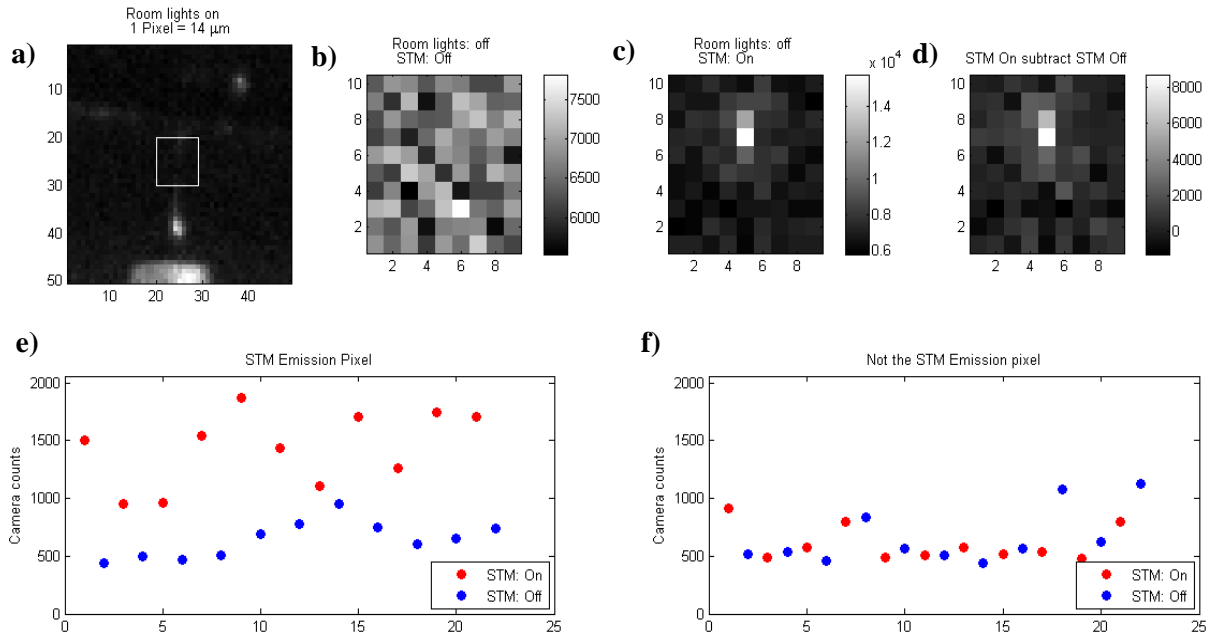 Room lights on
1 Pixel = 14 µm
a)
10
20
30
40
50
10 20 30 40
b)
Room lights: off
STM: Off
10
8
6
4
2
2 4 6 8
7500
7000
6500
6000
c)
Room lights: off
STM: On
x 10^4
10
8
6
4
2
2 4 6 8
1.6
1.4
1.2
1
0.8
0.6
d)
STM On subtract STM Off
10
8
6
4
2
2 4 6 8
8000
6000
4000
2000
0
e)
STM Emission Pixel
Camera counts
2000
1500
1000
500
0
0 5 10 15 20 25
STM: On
STM: Off
f)
Not the STM Emission pixel
Camera counts
2000
1500
1000
500
0
0 5 10 15 20 25
STM: On
STM: Off